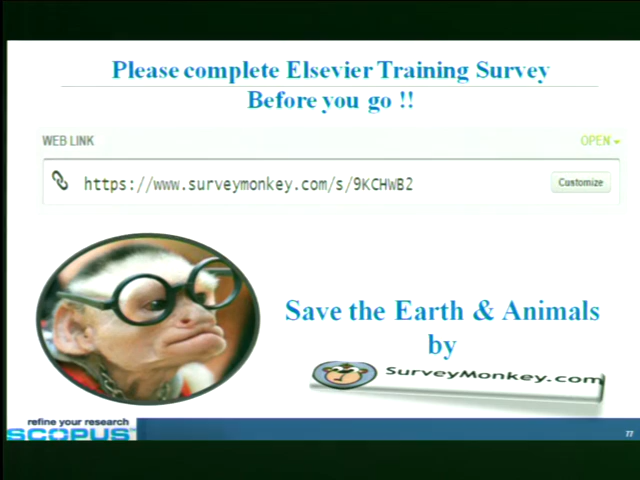 Please complete Elsevier Training Survey
Before you go !!
WEB LINK
OPEN
https://www.surveymonkey.com/s/9KCHWB2
Customize
Save the Earth & Animals
by
SurveyMonkey.com
refine your research
SCOPUS
77